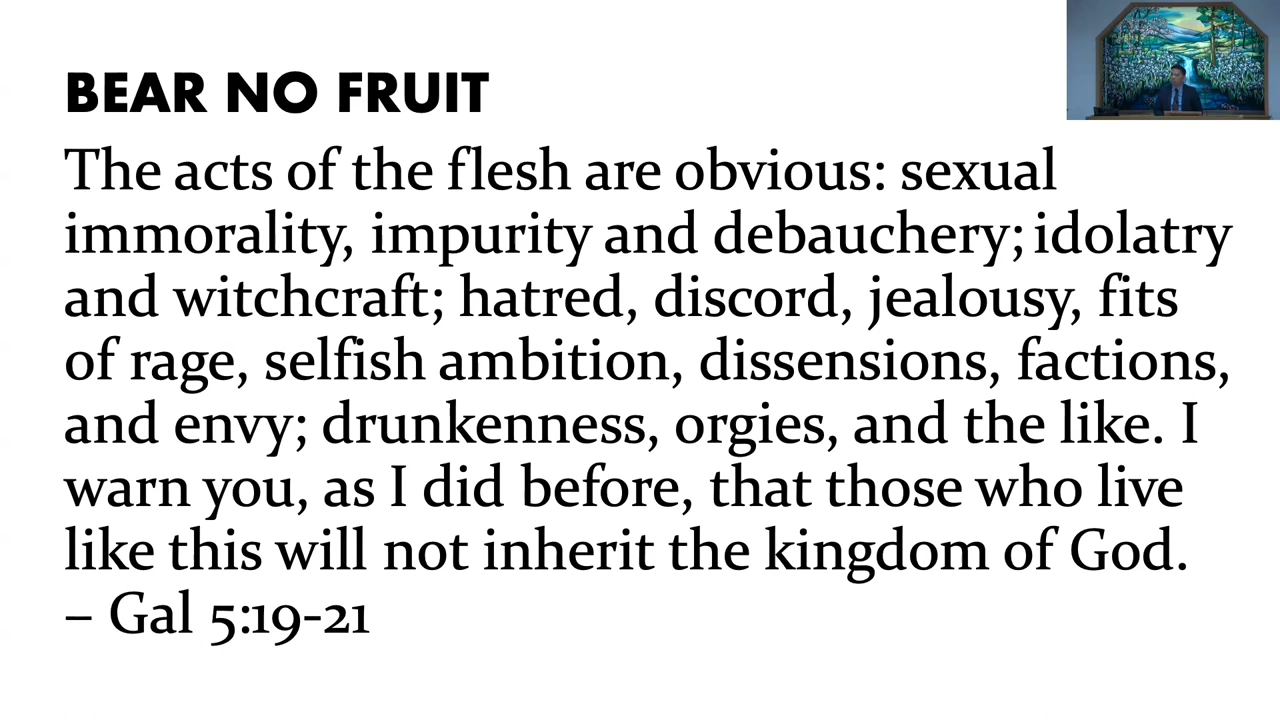 BEAR NO FRUIT
The acts of the flesh are obvious: sexual
immorality, impurity and debauchery; idolatry
and witchcraft; hatred, discord, jealousy, fits
of rage, selfish ambition, dissensions, factions,
and envy; drunkenness, orgies, and the like. I
warn you, as I did before, that those who live
like this will not inherit the kingdom of God.
– Gal 5:19-21